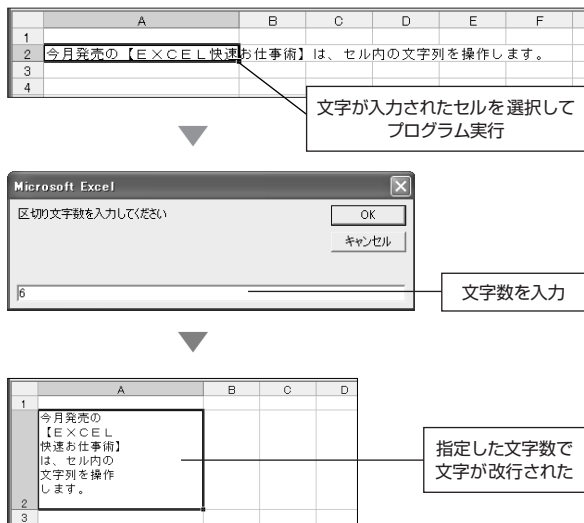 A B C D E F
1
2 今月発売の【ＥＸＣＥＬ快速お仕事術】は、セル内の文字列を操作します。
3
4
文字が入力されたセルを選択して
プログラム実行
Microsoft Excel
区切り文字数を入力してください
OK
キャンセル
6
文字数を入力
A B C D
1
今月発売の
【ＥＸＣＥＬ
快速お仕事術】
は、セル内の
文字列を操作
します。
2
3
指定した文字数で
文字が改行された